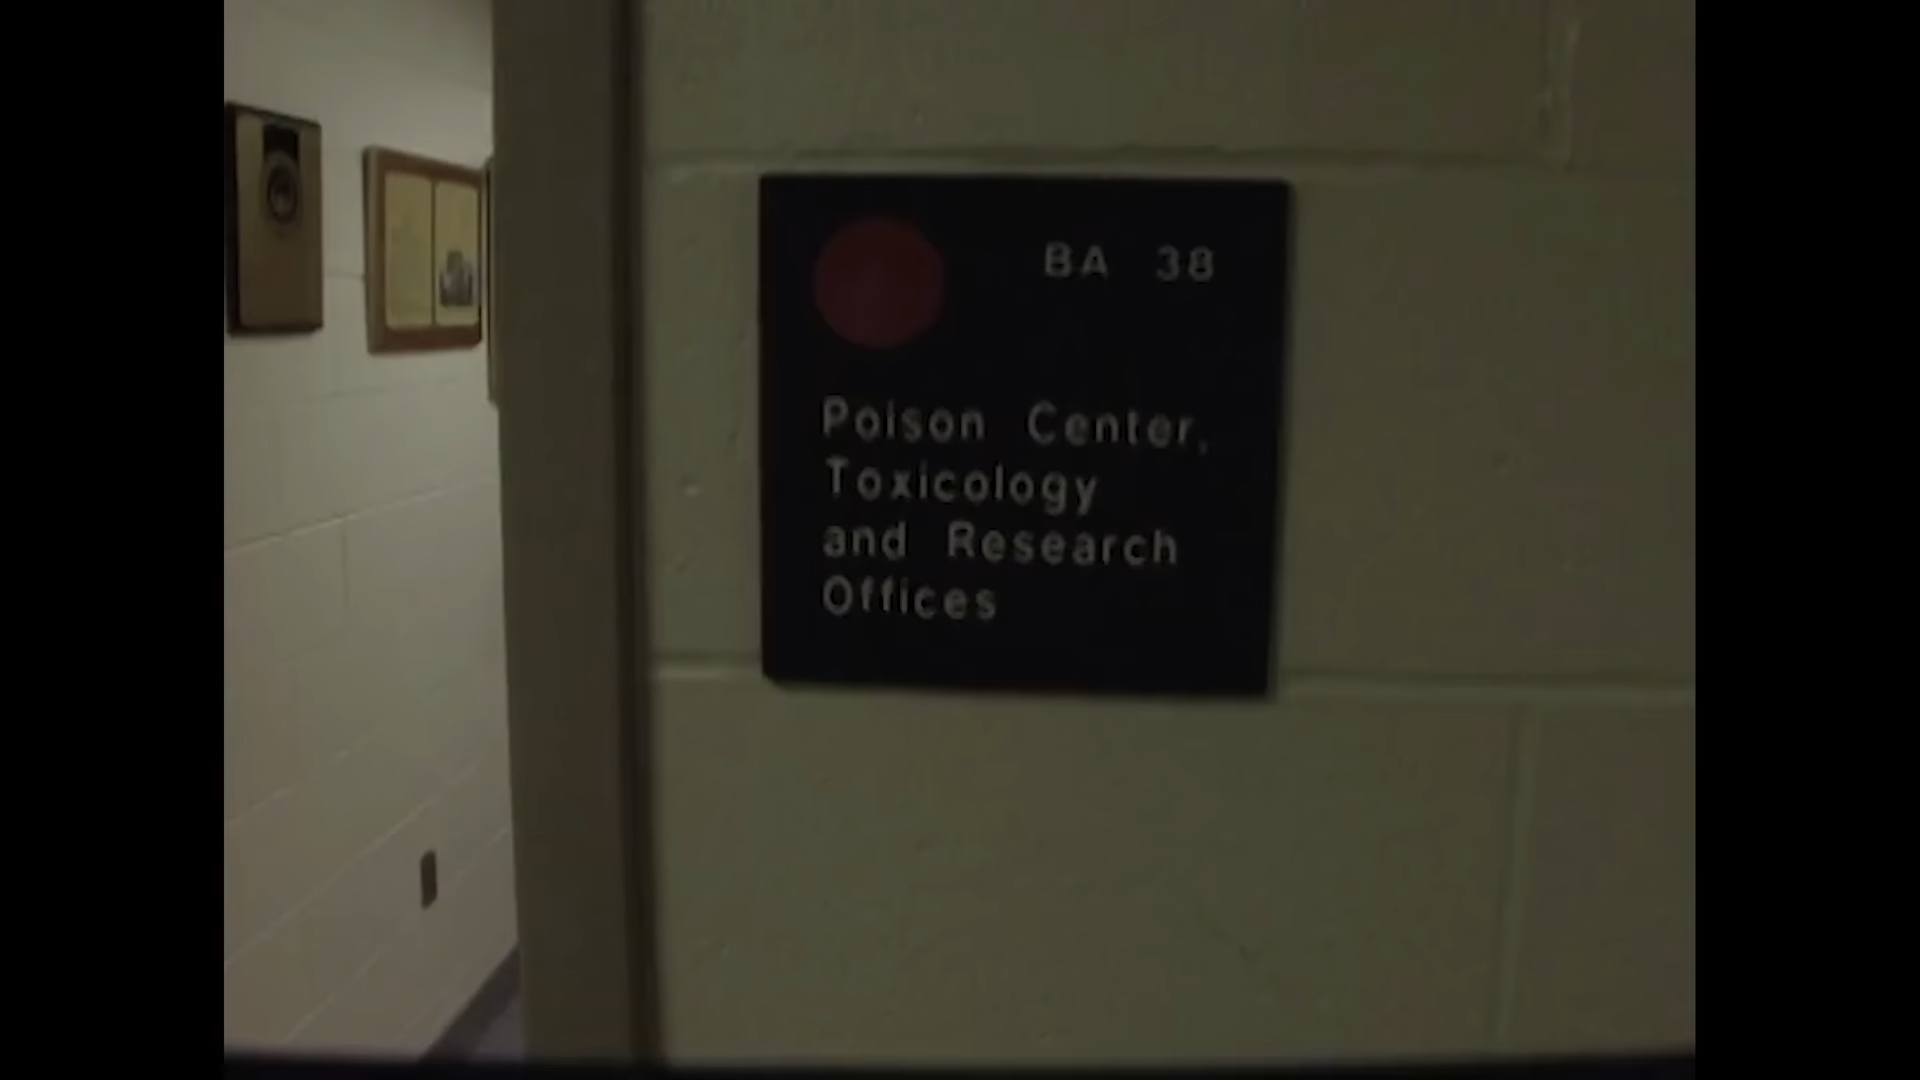 BA 38
Poison Center,
Toxicology
and Research
Offices